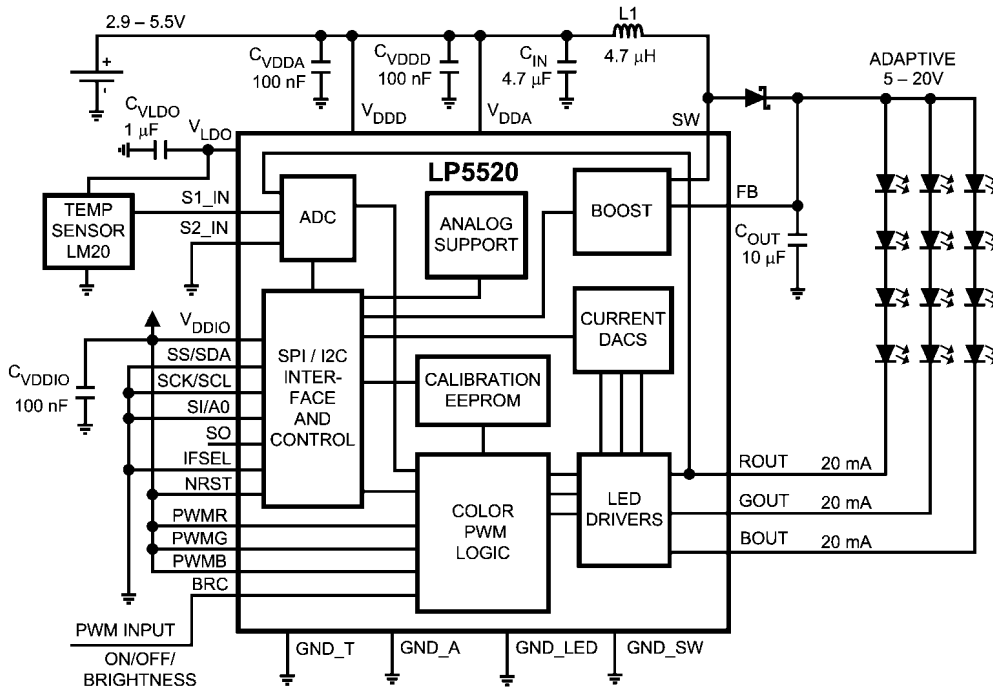 2.9 – 5.5V
L1
4.7 μH
CVDDA
100 nF
CVDDD
100 nF
CIN
4.7 μF
ADAPTIVE
5 – 20V
+
-
CVLDO
1 μF
VLDO
VDDD
VDDA
SW
LP5520
TEMP
SENSOR
LM20
S1_IN
S2_IN
ADC
ANALOG
SUPPORT
BOOST
FB
COUT
10 μF
VDDIO
SS/SDA
SCK/SCL
SI/A0
SO
IFSEL
NRST
CVDDIO
100 nF
SPI / I2C
INTER-
FACE
AND
CONTROL
CURRENT
DACS
CALIBRATION
EEPROM
PWMR
PWMG
PWMB
BRC
COLOR
PWM
LOGIC
LED
DRIVERS
ROUT 20 mA
GOUT 20 mA
BOUT 20 mA
PWM INPUT
ON/OFF/
BRIGHTNESS
GND_T
GND_A
GND_LED
GND_SW